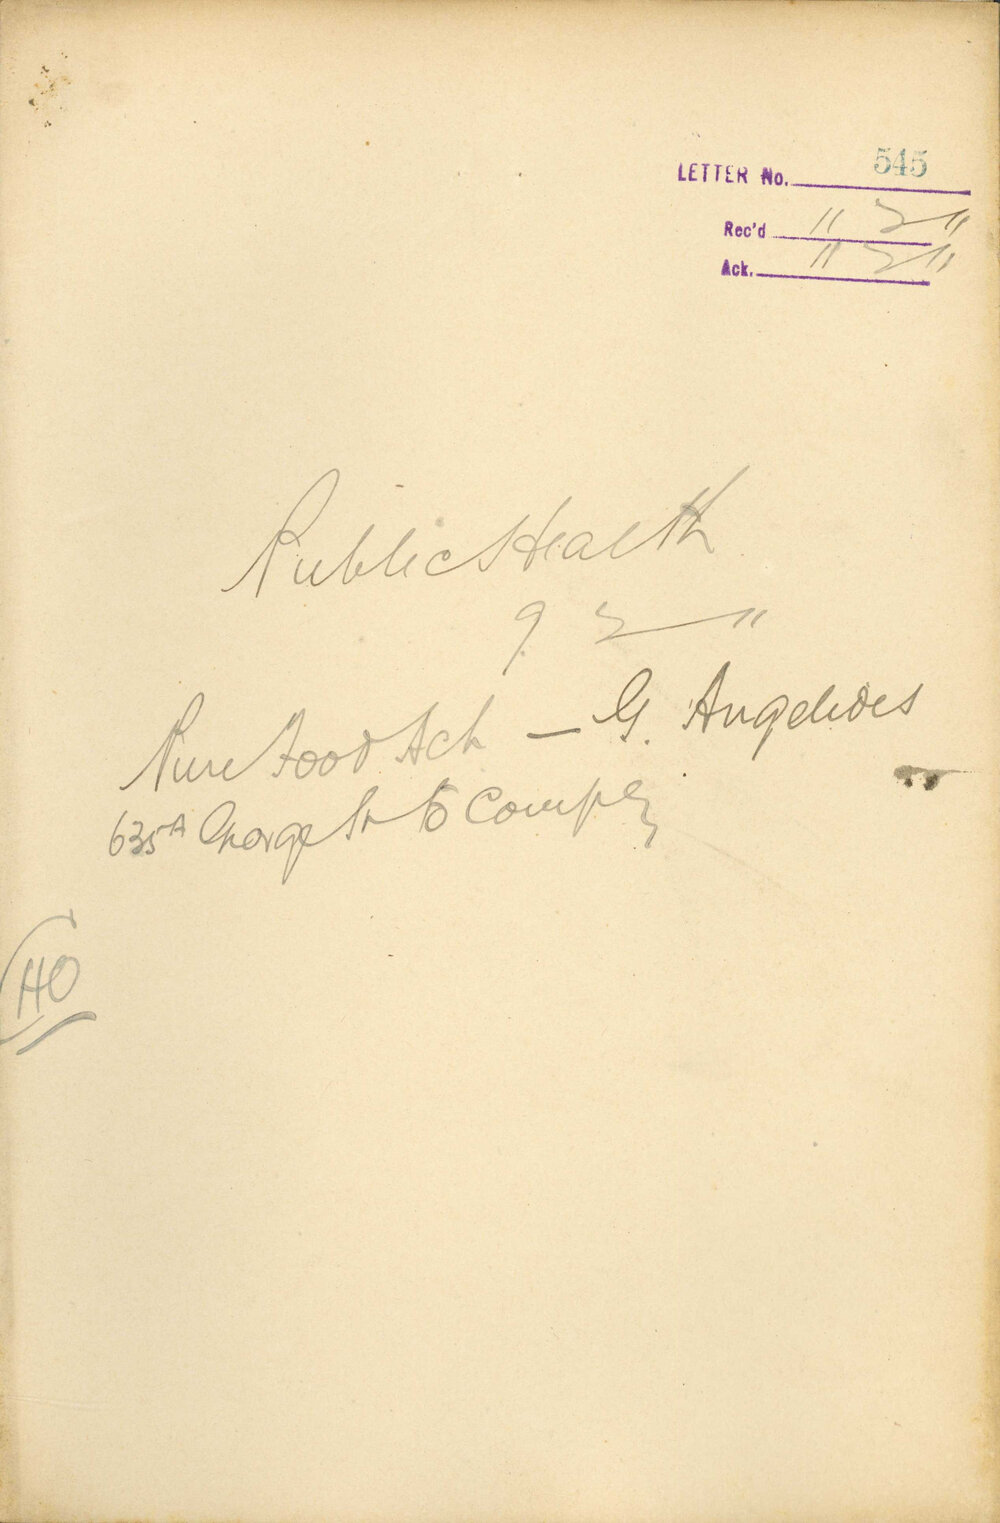 LETTER No. 545
Rec'd 11 2 11
Ack. 11 2 11
Public Health
9. 2 11
Pure Food Act — G. Angelides
635A George St to Comply
HO